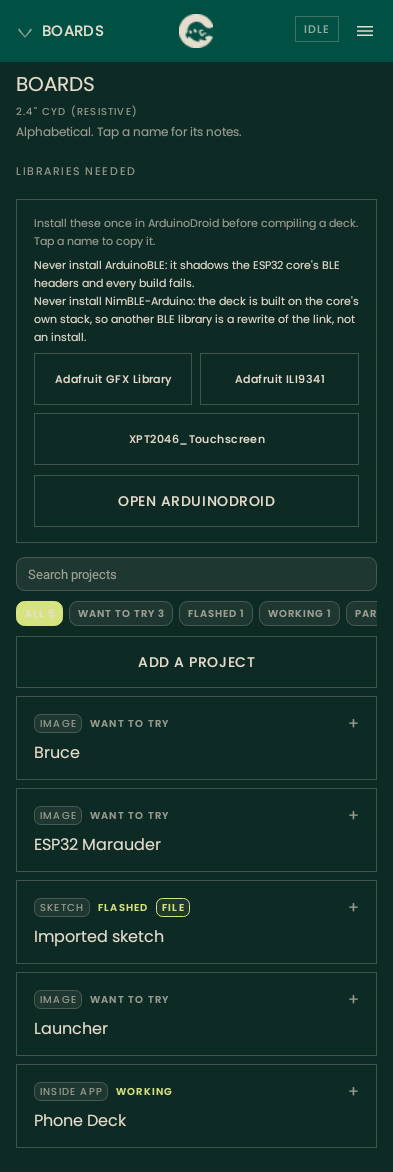 BOARDS
IDLE
BOARDS
2.4" CYD (RESISTIVE)
Alphabetical. Tap a name for its notes.
LIBRARIES NEEDED
Install these once in ArduinoDroid before compiling a deck.
Tap a name to copy it.
Never install ArduinoBLE: it shadows the ESP32 core's BLE
headers and every build fails.
Never install NimBLE-Arduino: the deck is built on the core's
own stack, so another BLE library is a rewrite of the link, not
an install.
Adafruit GFX Library
Adafruit ILI9341
XPT2046_Touchscreen
OPEN ARDUINODROID
Search projects
ALL 5 WANT TO TRY 3 FLASHED 1 WORKING 1 PAR
ADD A PROJECT
IMAGE WANT TO TRY +
Bruce
IMAGE WANT TO TRY +
ESP32 Marauder
SKETCH FLASHED FILE +
Imported sketch
IMAGE WANT TO TRY +
Launcher
INSIDE APP WORKING +
Phone Deck